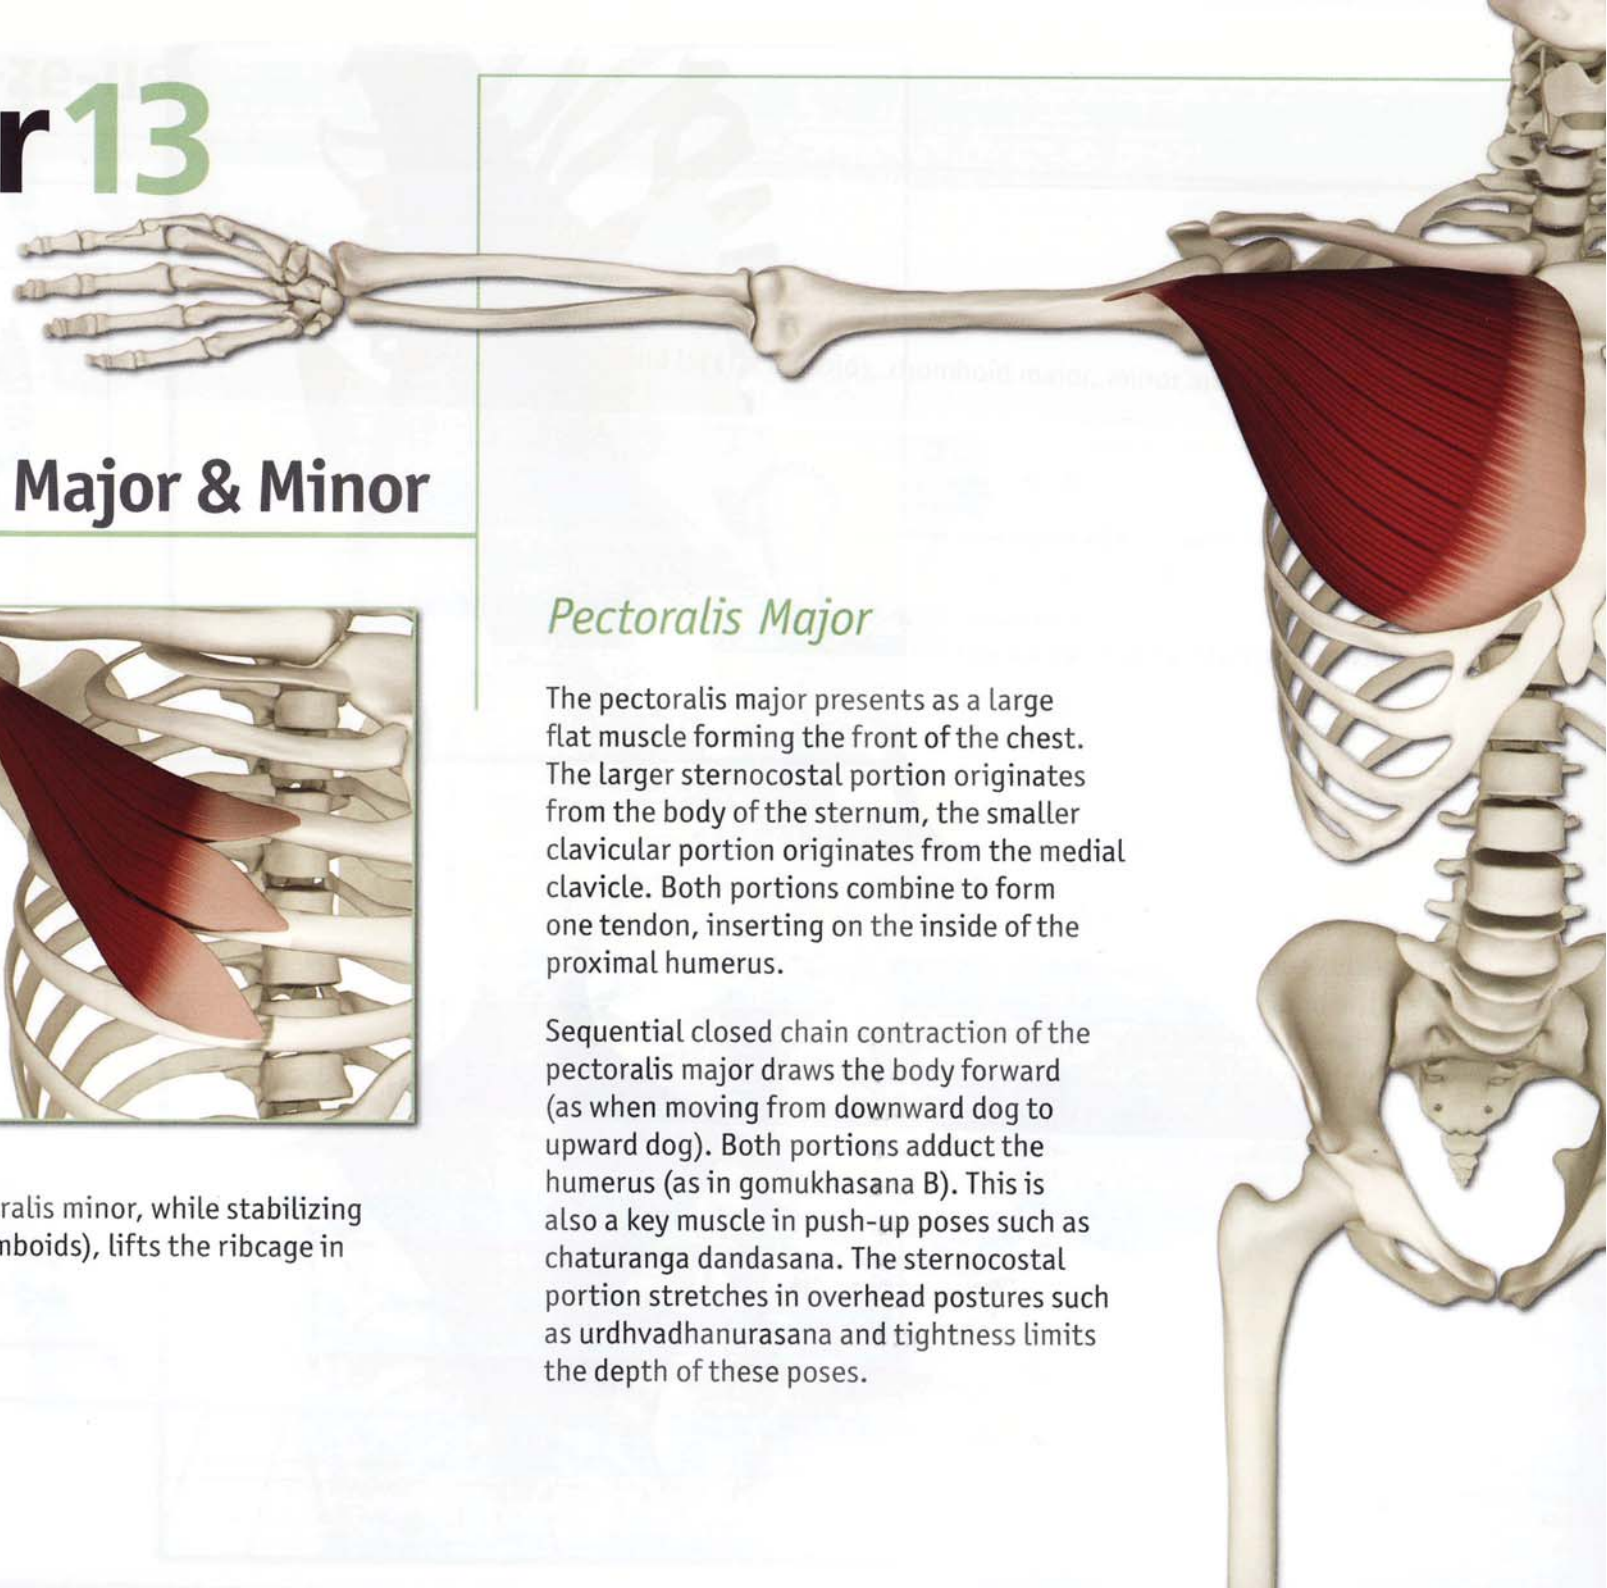 r13
Major & Minor
Pectoralis Major
The pectoralis major presents as a large
flat muscle forming the front of the chest.
The larger sternocostal portion originates
from the body of the sternum, the smaller
clavicular portion originates from the medial
clavicle. Both portions combine to form
one tendon, inserting on the inside of the
proximal humerus.
Sequential closed chain contraction of the
pectoralis major draws the body forward
(as when moving from downward dog to
upward dog). Both portions adduct the
humerus (as in gomukhasana B). This is
also a key muscle in push-up poses such as
chaturanga dandasana. The sternocostal
portion stretches in overhead postures such
as urdhvadhanurasana and tightness limits
the depth of these poses.
ralis minor, while stabilizing
mboids), lifts the ribcage in